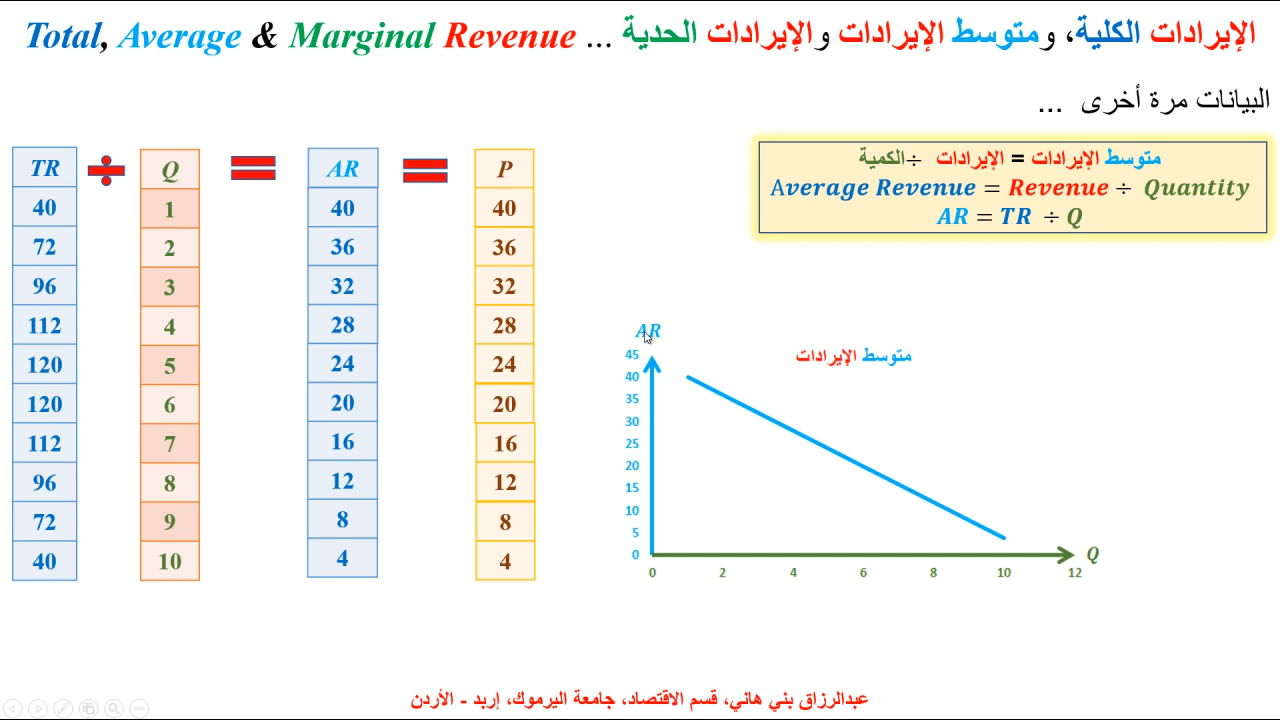 Total, Average & Marginal Revenue ... الإيرادات الكلية، ومتوسط الإيرادات والإيرادات الحدية
البيانات مرة أخرى ...
متوسط الإيرادات = الإيرادات ÷ الكمية
Average Revenue = Revenue ÷ Quantity
AR = TR ÷ Q
TR ÷ Q = AR = P
40 1 40 40
72 2 36 36
96 3 32 32
112 4 28 28
120 5 24 24
120 6 20 20
112 7 16 16
96 8 12 12
72 9 8 8
40 10 4 4
AR
متوسط الإيرادات
45
40
35
30
25
20
15
10
5
0
Q
0 2 4 6 8 10 12
عبدالرزاق بني هاني، قسم الاقتصاد، جامعة اليرموك، إربد - الأردن